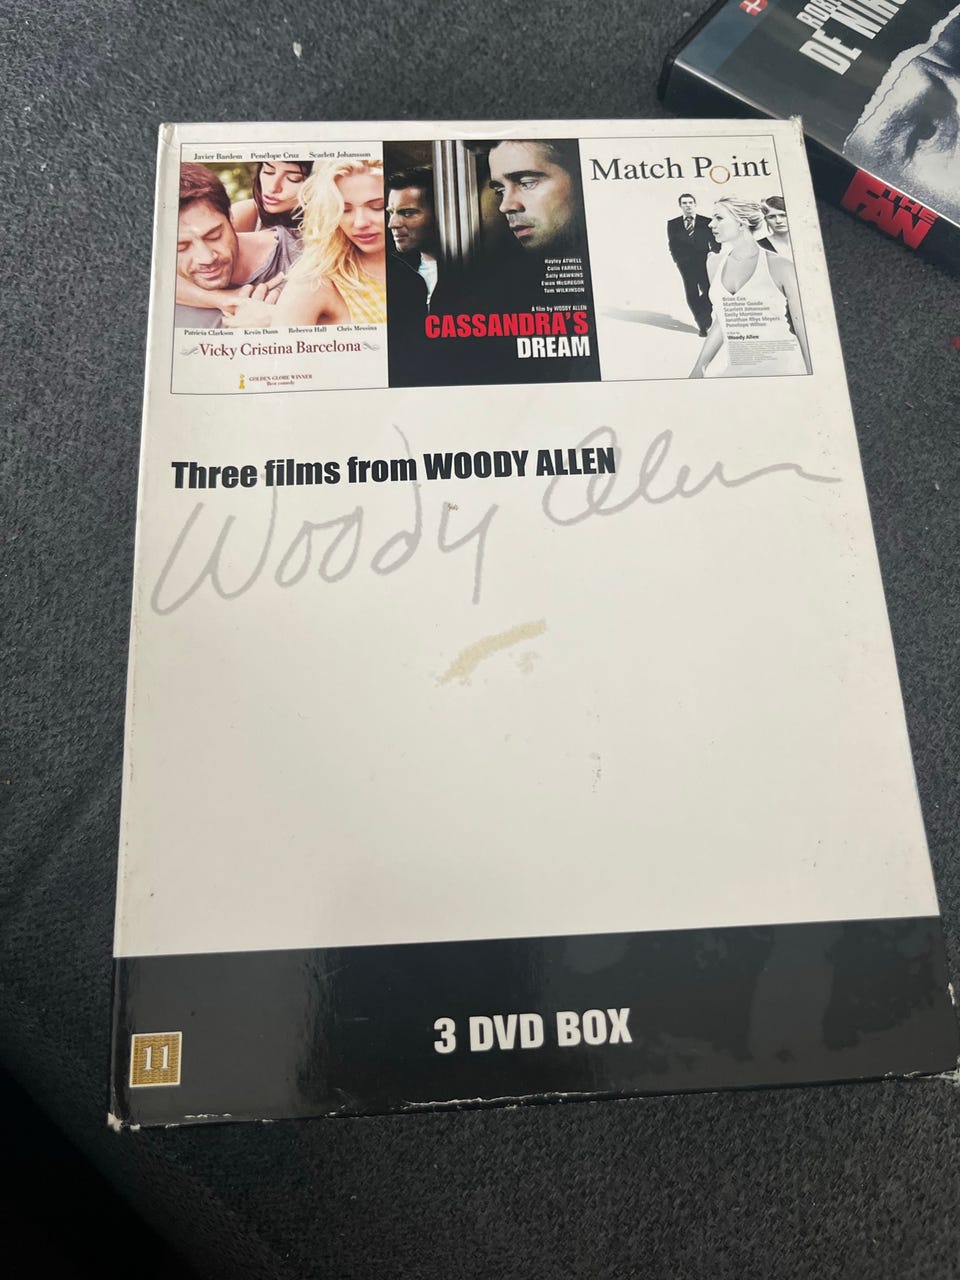 Javier Bardem Penélope Cruz Scarlett Johansson
Patricia Clarkson Kevin Dunn Rebecca Hall Chris Messina
Vicky Cristina Barcelona
GOLDEN GLOBE WINNER
Best comedy
Hayley ATWELL
Colin FARRELL
Sally HAWKINS
Ewan McGREGOR
Tom WILKINSON
A film by WOODY ALLEN
CASSANDRA'S
DREAM
Match Point
Brian Cox
Matthew Goode
Scarlett Johansson
Emily Mortimer
Jonathan Rhys Meyers
Penelope Wilton
Woody Allen
Three films from WOODY ALLEN
Woody Allen
3 DVD BOX
11
DE NIRO
THE
FAN